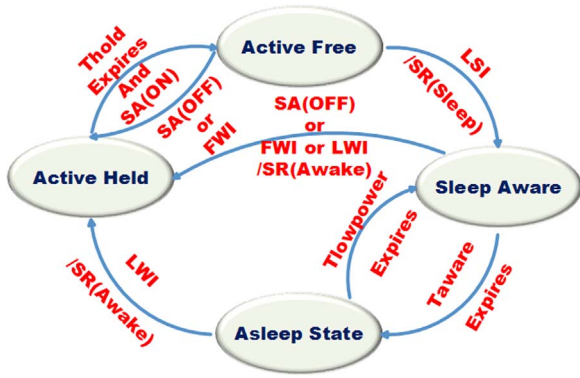 Active Free
Thold
Expires
And
SA(ON)
SA(OFF)
or
FWI
LSI
/SR(Sleep)
SA(OFF)
or
FWI or LWI
/SR(Awake)
Active Held
Sleep Aware
Tlowpower
Expires
Taware
Expires
LWI
/SR(Awake)
Asleep State